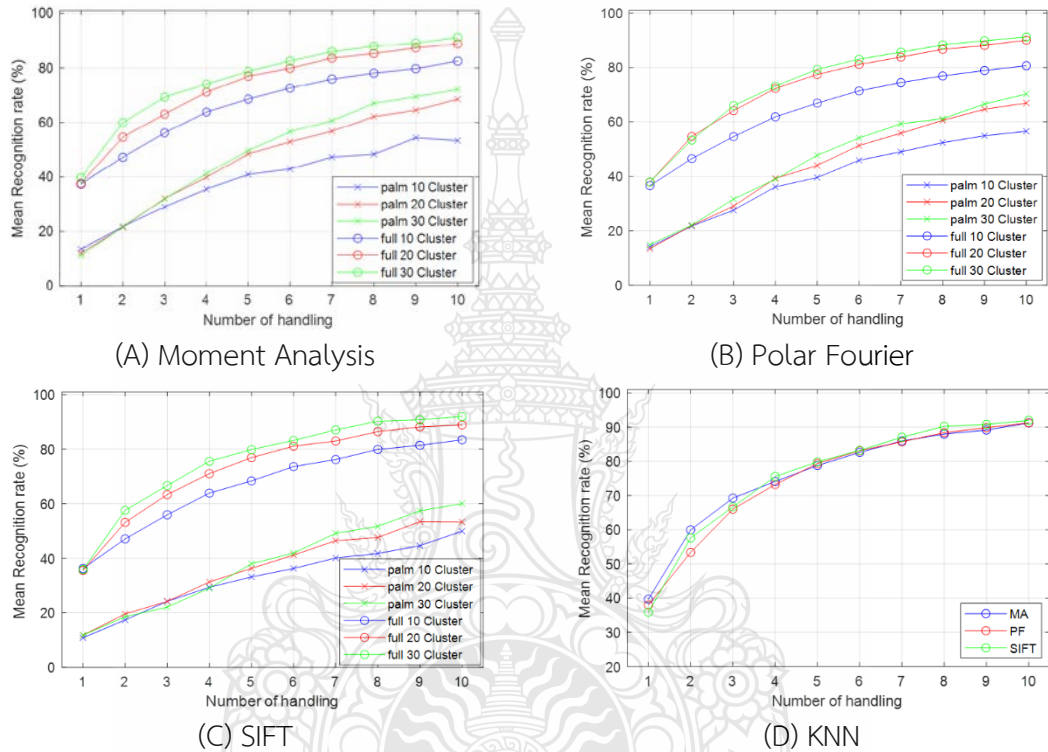 Mean Recognition rate (%)
100
80
60
40
20
0
palm 10 Cluster
palm 20 Cluster
palm 30 Cluster
full 10 Cluster
full 20 Cluster
full 30 Cluster
1 2 3 4 5 6 7 8 9 10
Number of handling
(A) Moment Analysis
Mean Recognition rate (%)
100
80
60
40
20
0
palm 10 Cluster
palm 20 Cluster
palm 30 Cluster
full 10 Cluster
full 20 Cluster
full 30 Cluster
1 2 3 4 5 6 7 8 9 10
Number of handling
(B) Polar Fourier
Mean Recognition rate (%)
100
80
60
40
20
0
palm 10 Cluster
palm 20 Cluster
palm 30 Cluster
full 10 Cluster
full 20 Cluster
full 30 Cluster
1 2 3 4 5 6 7 8 9 10
Number of handling
(C) SIFT
Mean Recognition rate (%)
100
90
80
70
60
50
40
30
20
MA
PF
SIFT
1 2 3 4 5 6 7 8 9 10
Number of handling
(D) KNN